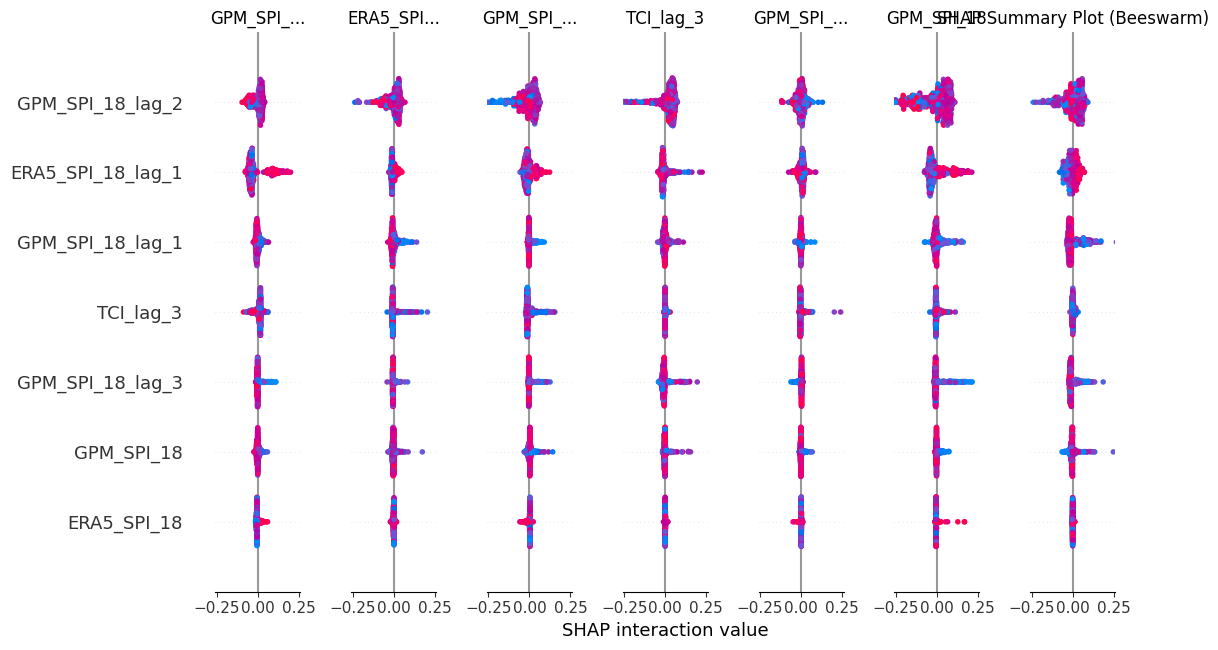 GPM_SPI_...
ERA5_SPI...
GPM_SPI_...
TCI_lag_3
GPM_SPI_...
GPM_SPI_18
SHAP Summary Plot (Beeswarm)
GPM_SPI_18_lag_2
ERA5_SPI_18_lag_1
GPM_SPI_18_lag_1
TCI_lag_3
GPM_SPI_18_lag_3
GPM_SPI_18
ERA5_SPI_18
−0.25 0.00 0.25 −0.25 0.00 0.25 −0.25 0.00 0.25 −0.25 0.00 0.25 −0.25 0.00 0.25 −0.25 0.00 0.25 −0.25 0.00 0.25
SHAP interaction value